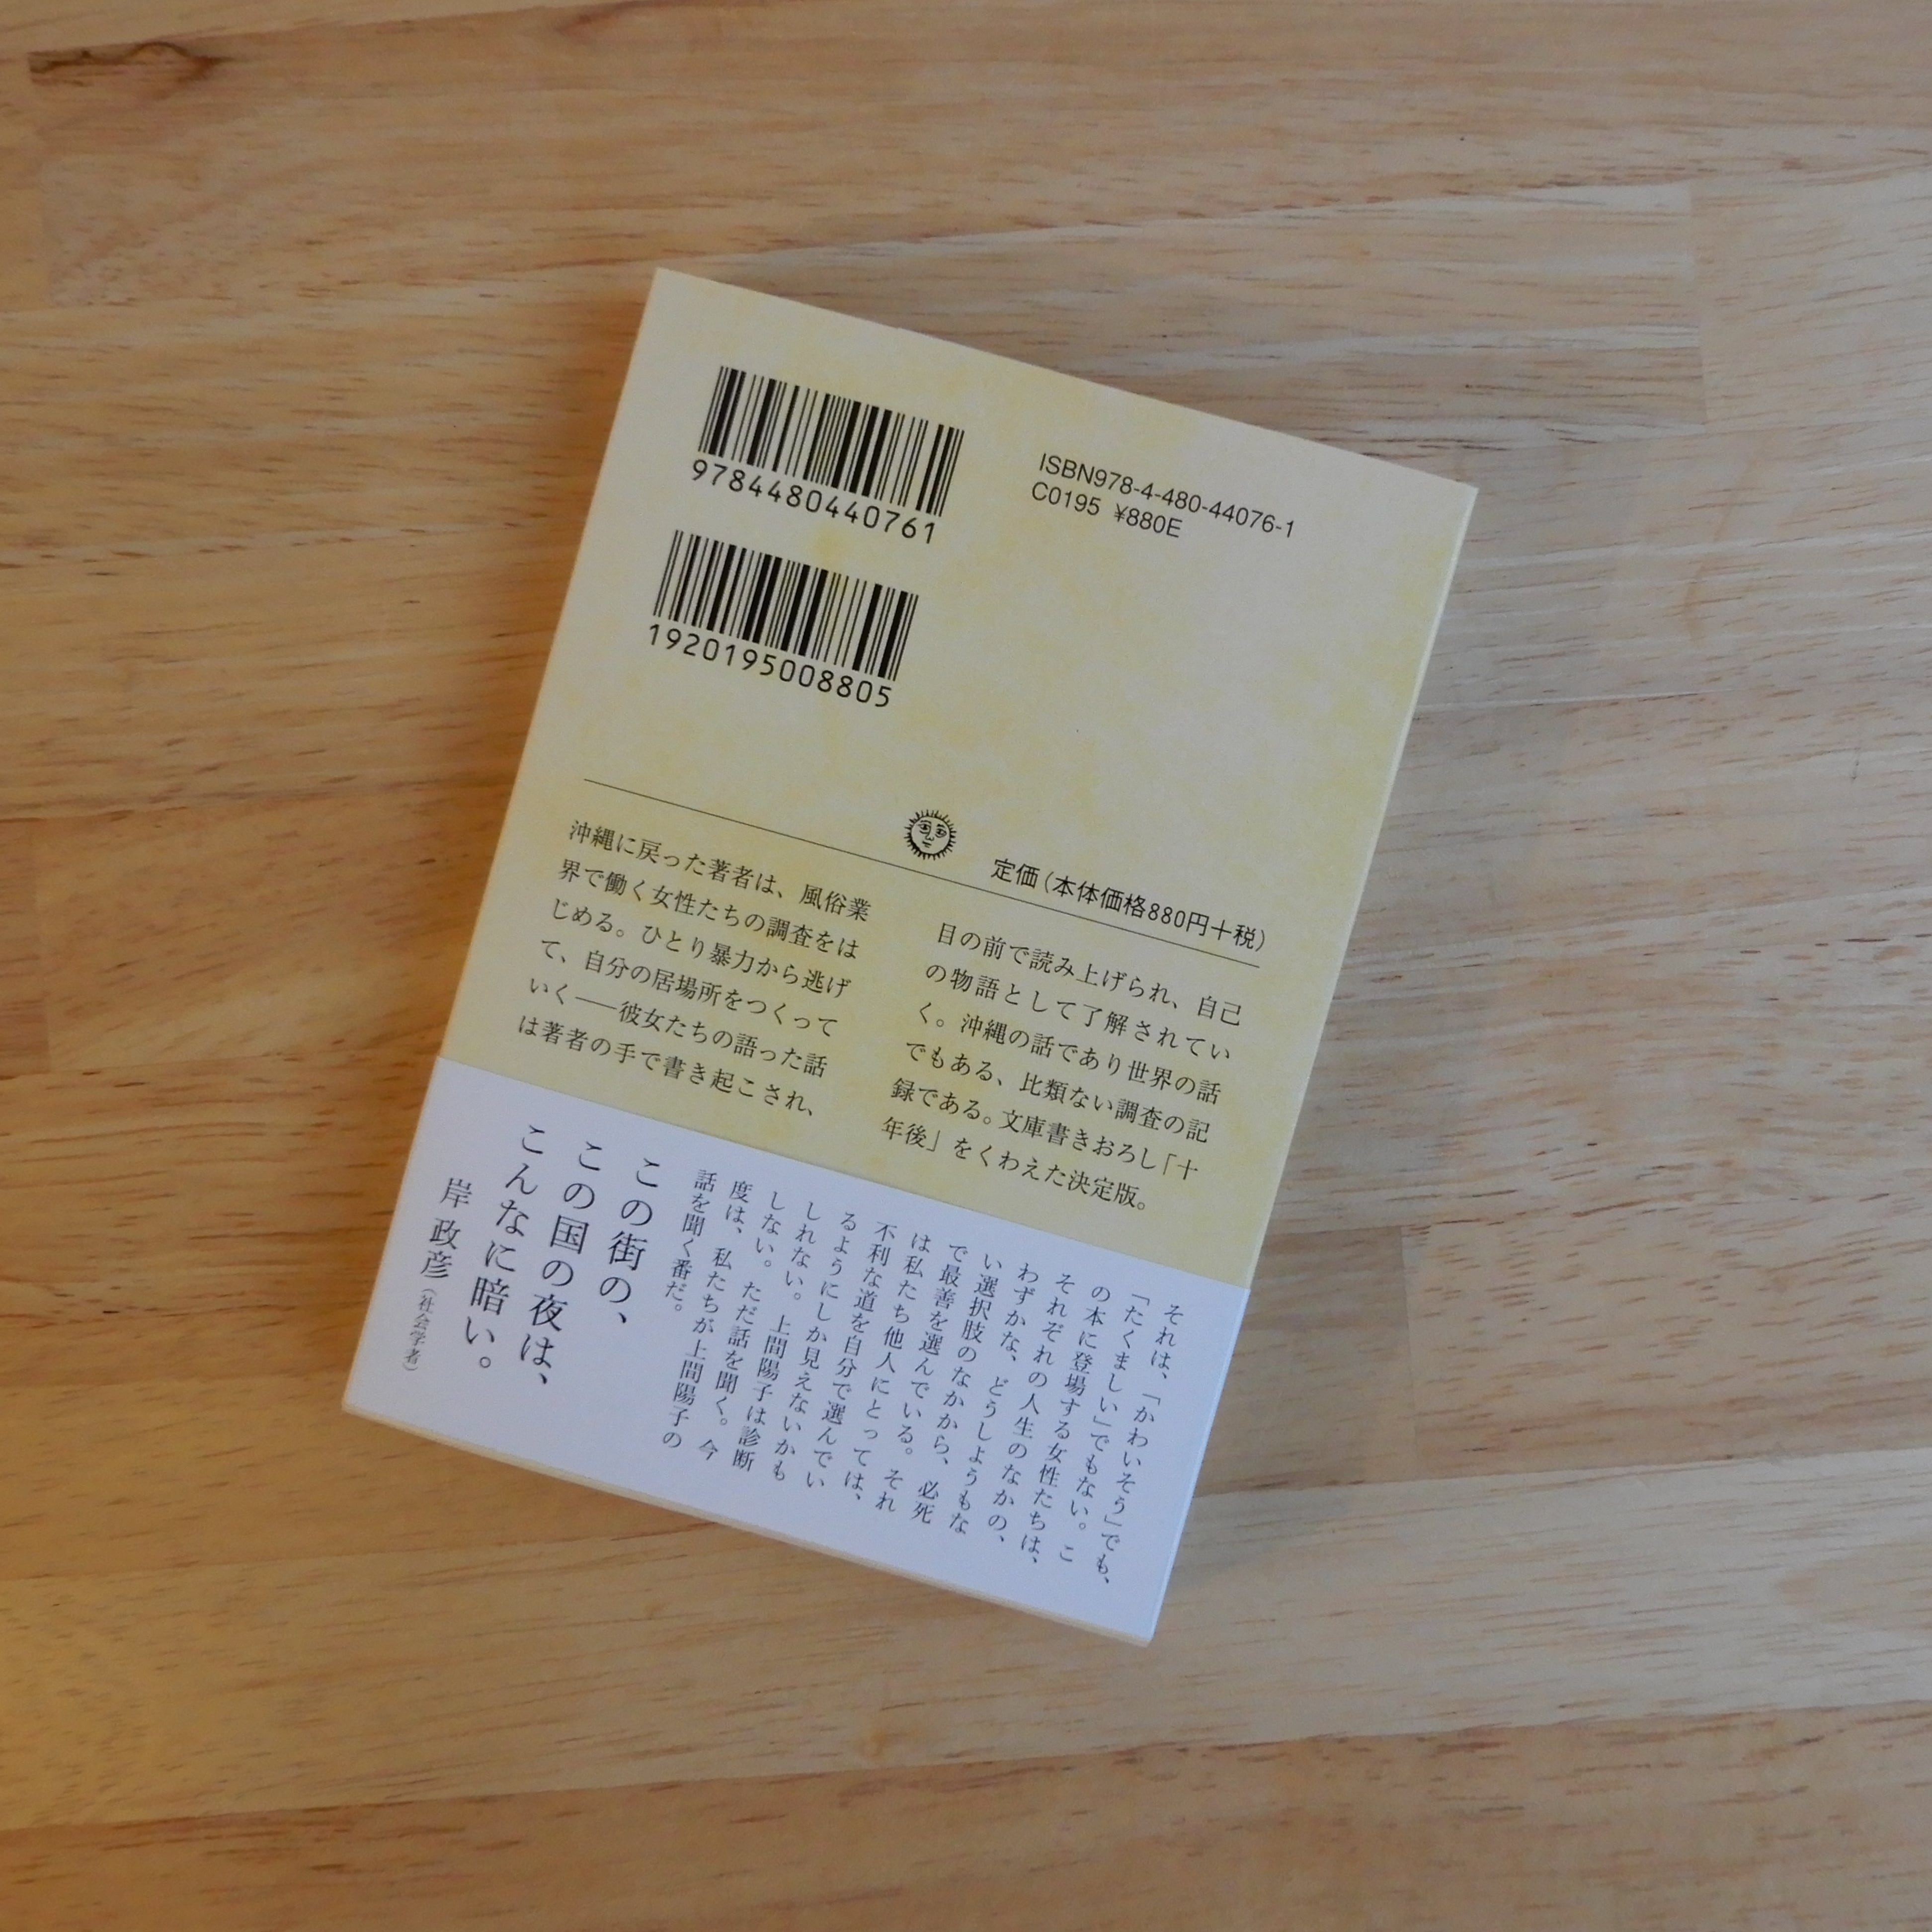 9784480440761
ISBN978-4-480-44076-1
C0195 ¥880E
1920195008805
定価(本体価格880円+税)
沖縄に戻った著者は、風俗業
界で働く女性たちの調査をは
じめる。ひとり暴力から逃げ
て、自分の居場所をつくって
いく――彼女たちの語った話
は著者の手で書き起こされ、
目の前で読み上げられ、自己
の物語として了解されてい
く。沖縄の話であり世界の話
でもある、比類ない調査の記
録である。文庫書きおろし「十
年後」をくわえた決定版。
それは、「かわいそう」でも、
「たくましい」でもない。こ
の本に登場する女性たちは、
それぞれの人生のなかの、
わずかな、どうしようもな
い選択肢のなかから、必死
で最善を選んでいる。それ
は私たち他人にとっては、
不利な道を自分で選んでい
るようにしか見えないかも
しれない。上間陽子は診断
しない。ただ話を聞く。今
度は、私たちが上間陽子の
話を聞く番だ。
この街の、
この国の夜は、
こんなに暗い。
岸 政彦(社会学者)